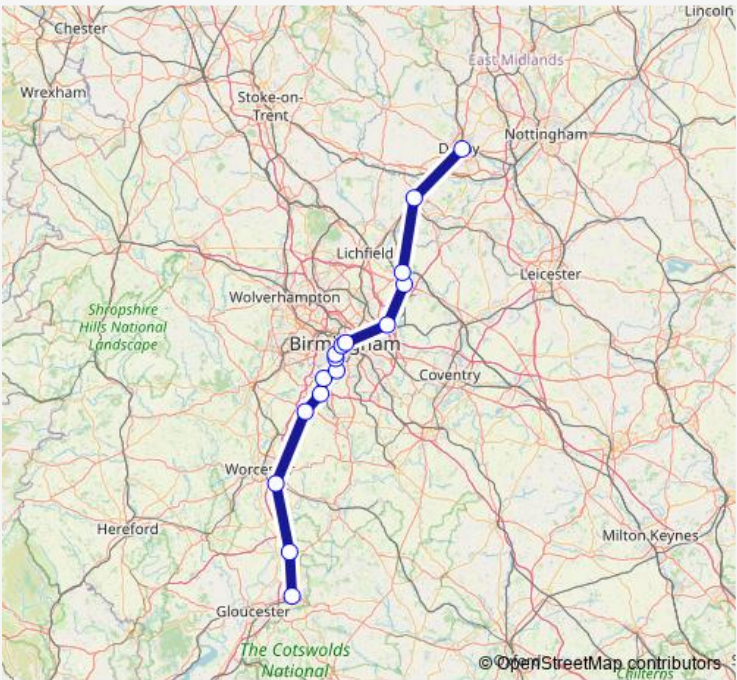 Lincoln
Chester
East Midlands
Wrexham
Stoke-on-
Trent
Nottingham
Lichfield
Leicester
Wolverhampton
Shropshire
Hills National
Landscape
Coventry
Hereford
Milton Keynes
Gloucester
The Cotswolds
National
© OpenStreetMap contributors
Chilterns